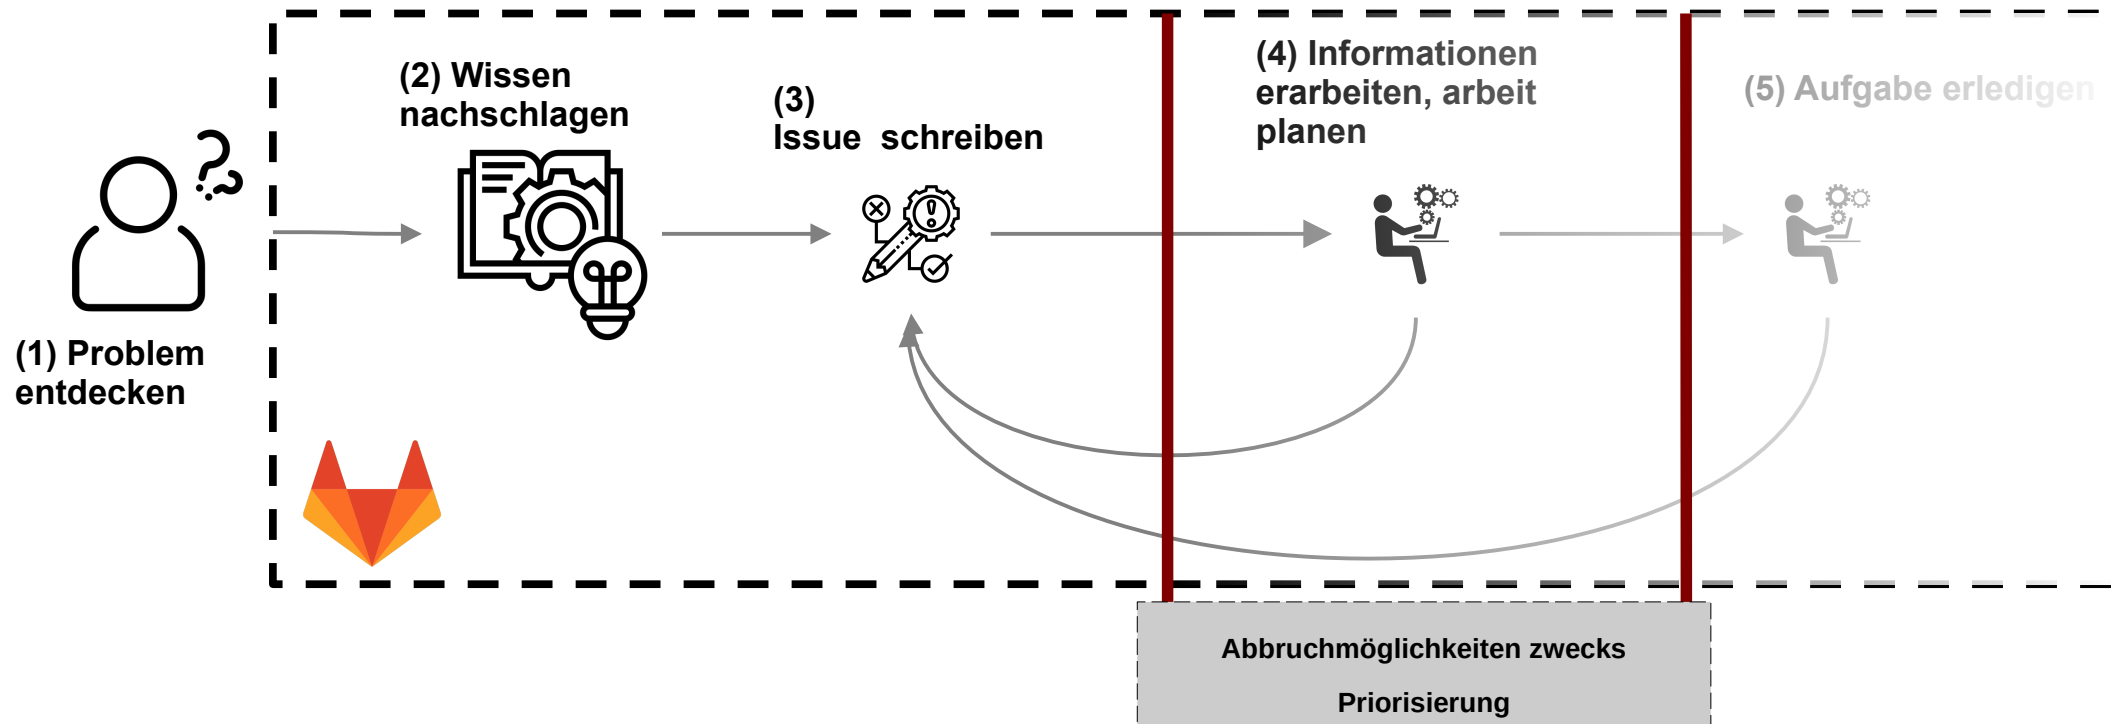 (1) Problem
entdecken
(2) Wissen
nachschlagen
(3)
Issue schreiben
(4) Informationen
erarbeiten, arbeit
planen
(5) Aufgabe erledigen
Abbruchmöglichkeiten zwecks
Priorisierung